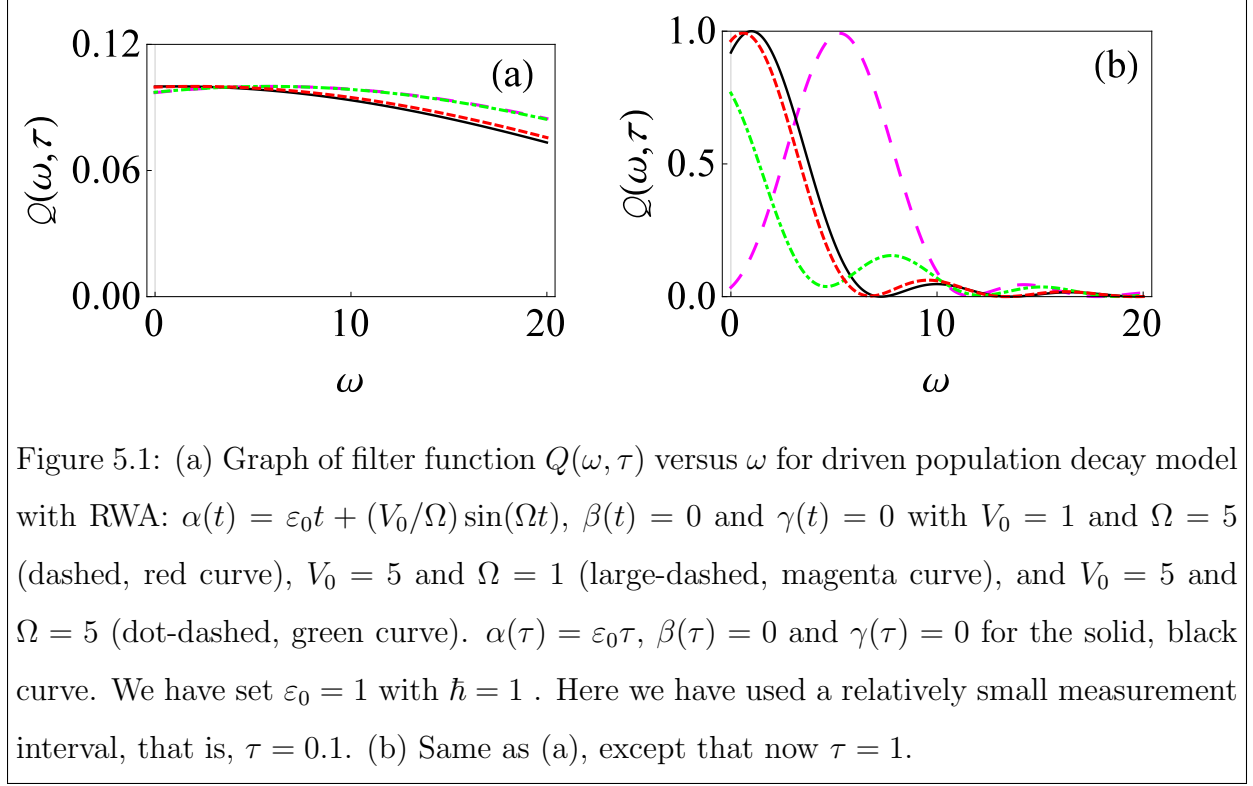 0.12
(a)
Q(ω,τ)
0.06
0.00
0 10 20
ω
1.0
(b)
Q(ω,τ)
0.5
0.0
0 10 20
ω
Figure 5.1: (a) Graph of filter function Q(ω, τ) versus ω for driven population decay model
with RWA: α(t) = ε₀t + (V₀/Ω) sin(Ωt), β(t) = 0 and γ(t) = 0 with V₀ = 1 and Ω = 5
(dashed, red curve), V₀ = 5 and Ω = 1 (large-dashed, magenta curve), and V₀ = 5 and
Ω = 5 (dot-dashed, green curve). α(τ) = ε₀τ, β(τ) = 0 and γ(τ) = 0 for the solid, black
curve. We have set ε₀ = 1 with ħ = 1 . Here we have used a relatively small measurement
interval, that is, τ = 0.1. (b) Same as (a), except that now τ = 1.